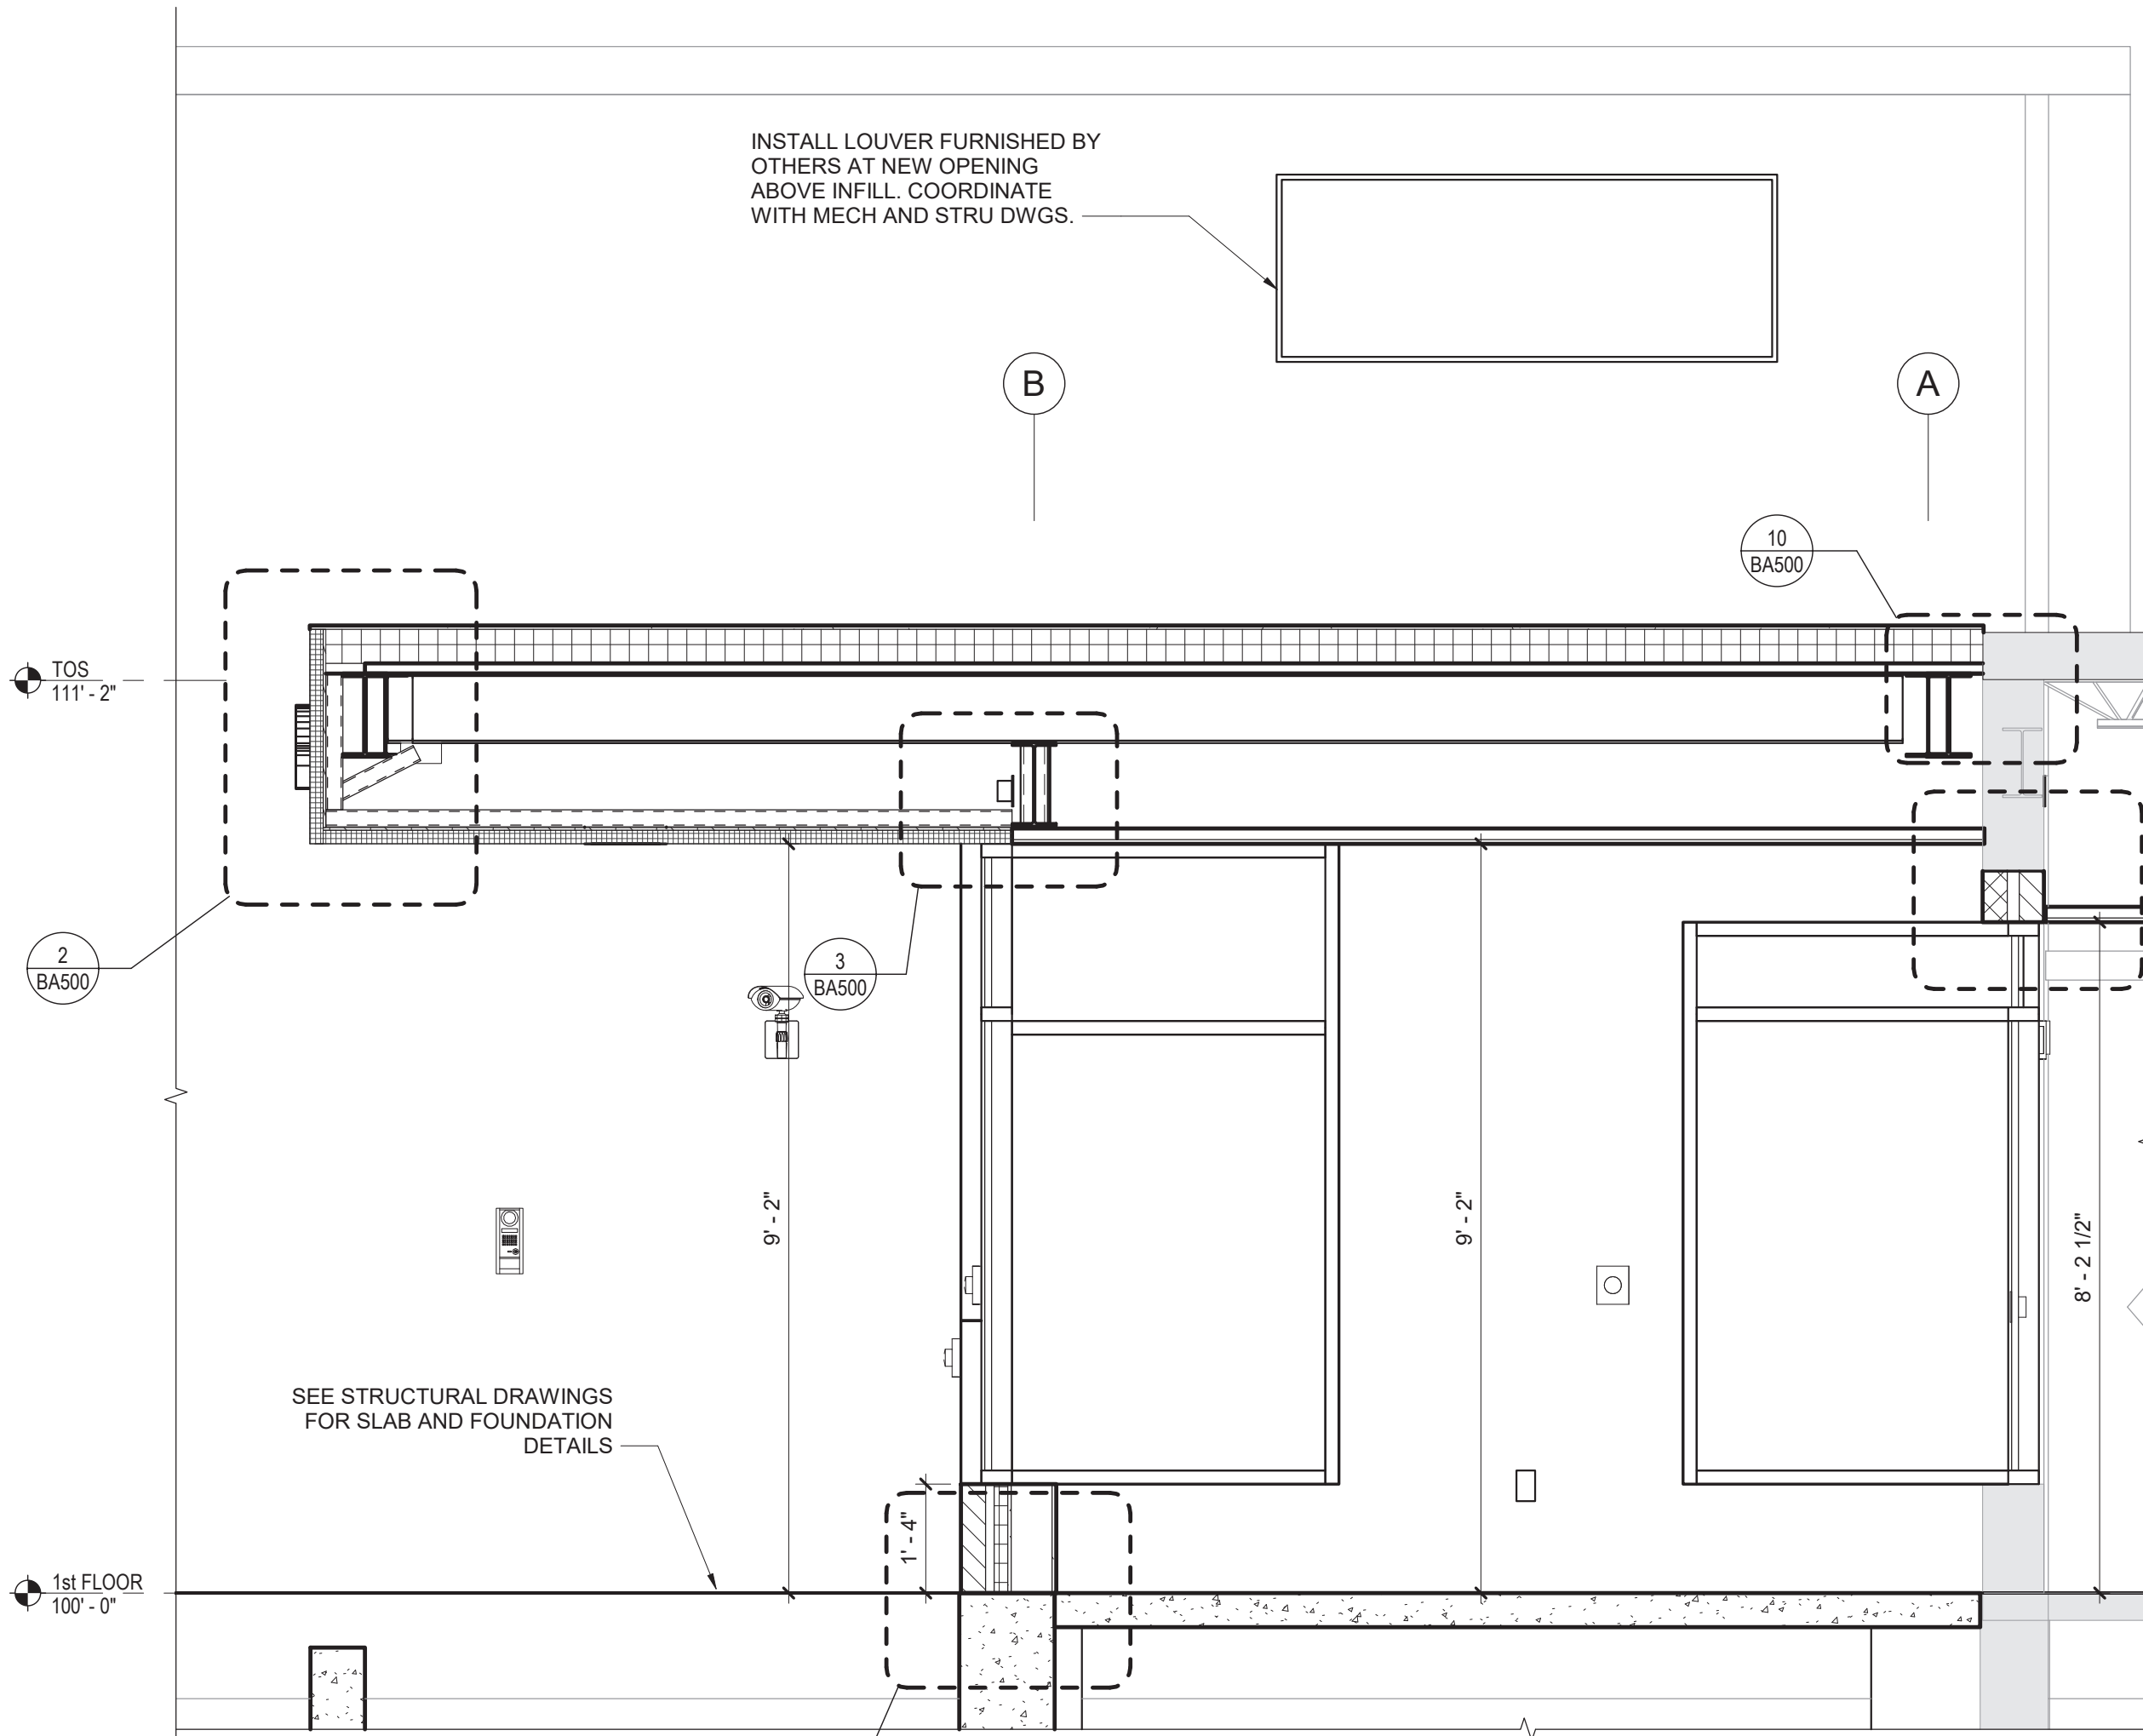 INSTALL LOUVER FURNISHED BY
OTHERS AT NEW OPENING
ABOVE INFILL. COORDINATE
WITH MECH AND STRU DWGS.
B
A
10
BA500
TOS
111' - 2"
2
BA500
3
BA500
9' - 2"
9' - 2"
8' - 2 1/2"
SEE STRUCTURAL DRAWINGS
FOR SLAB AND FOUNDATION
DETAILS
1' - 4"
1st FLOOR
100' - 0"